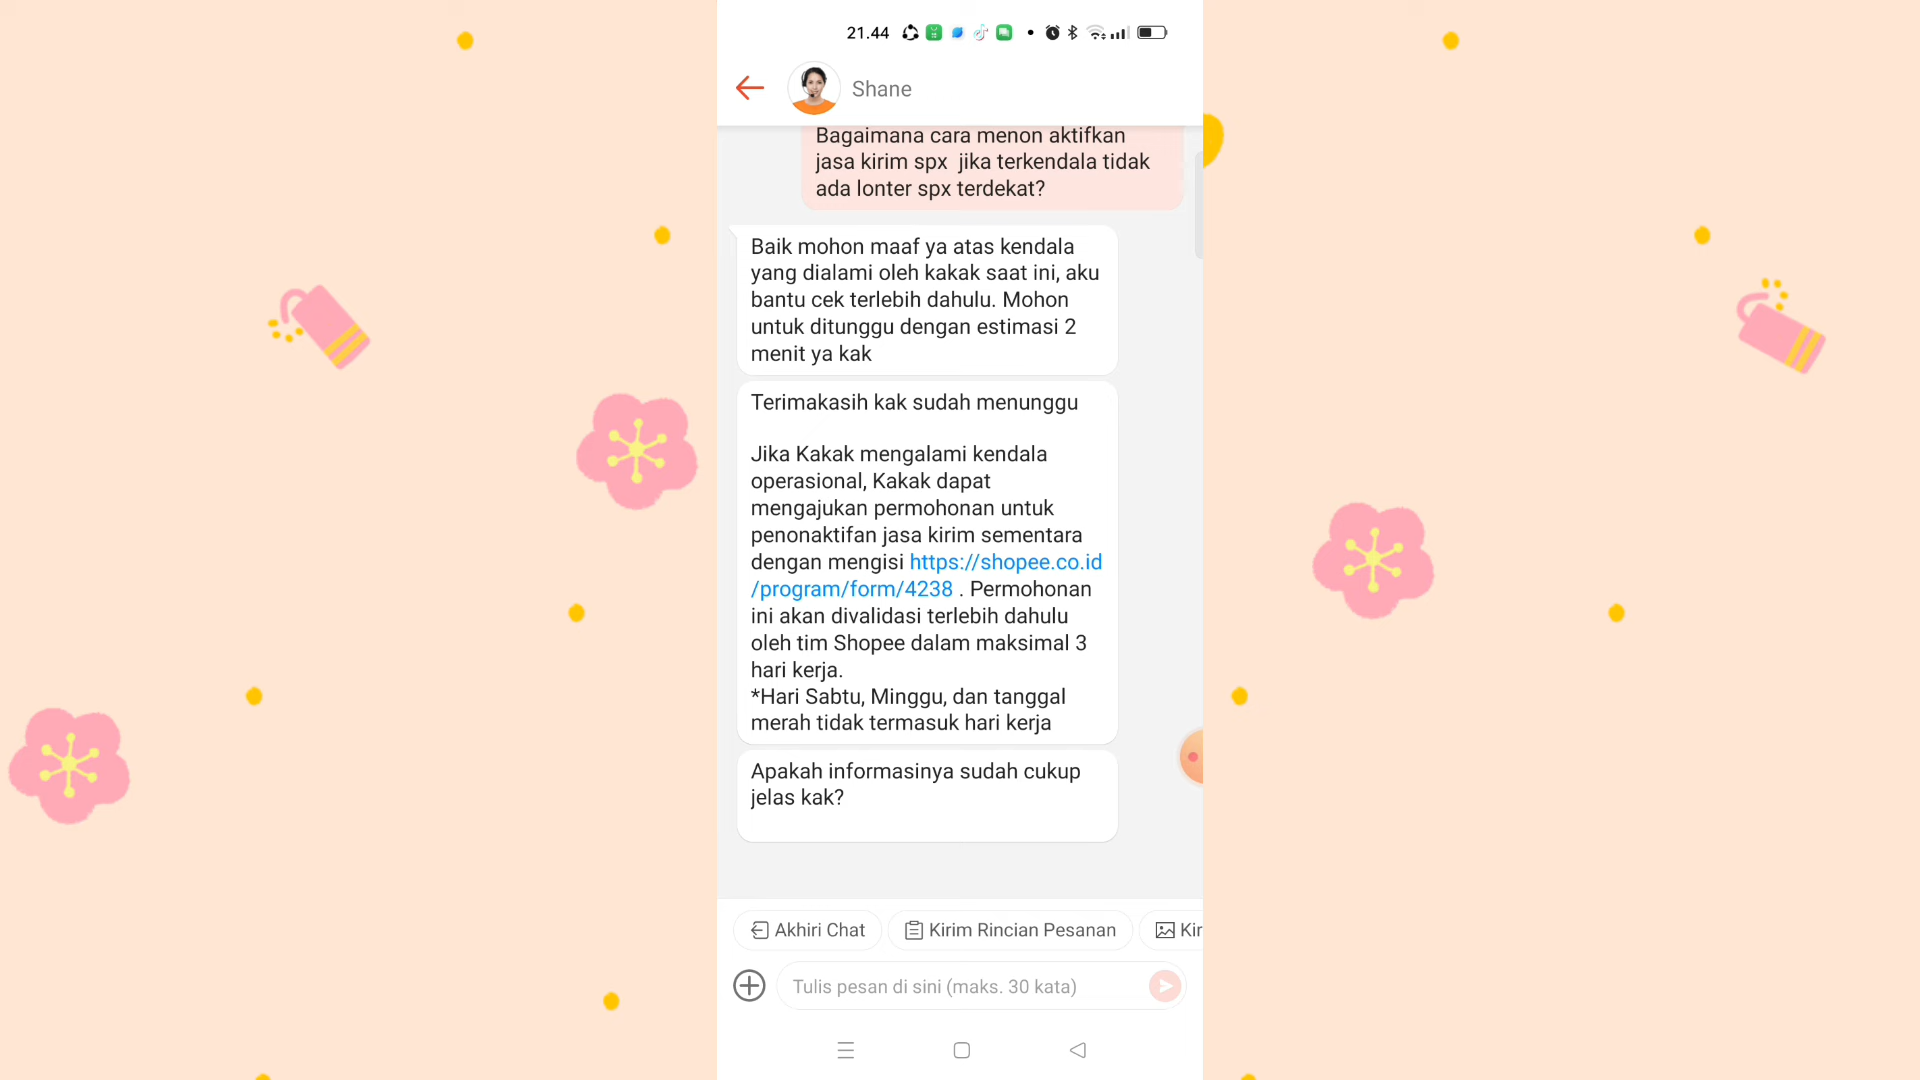 21.44
Shane
Bagaimana cara menon aktifkan
jasa kirim spx  jika terkendala tidak
ada lonter spx terdekat?
Baik mohon maaf ya atas kendala
yang dialami oleh kakak saat ini, aku
bantu cek terlebih dahulu. Mohon
untuk ditunggu dengan estimasi 2
menit ya kak
Terimakasih kak sudah menunggu
Jika Kakak mengalami kendala
operasional, Kakak dapat
mengajukan permohonan untuk
penonaktifan jasa kirim sementara
dengan mengisi https://shopee.co.id
/program/form/4238 . Permohonan
ini akan divalidasi terlebih dahulu
oleh tim Shopee dalam maksimal 3
hari kerja.
*Hari Sabtu, Minggu, dan tanggal
merah tidak termasuk hari kerja
Apakah informasinya sudah cukup
jelas kak?
Akhiri Chat
Kirim Rincian Pesanan
Kir
Tulis pesan di sini (maks. 30 kata)